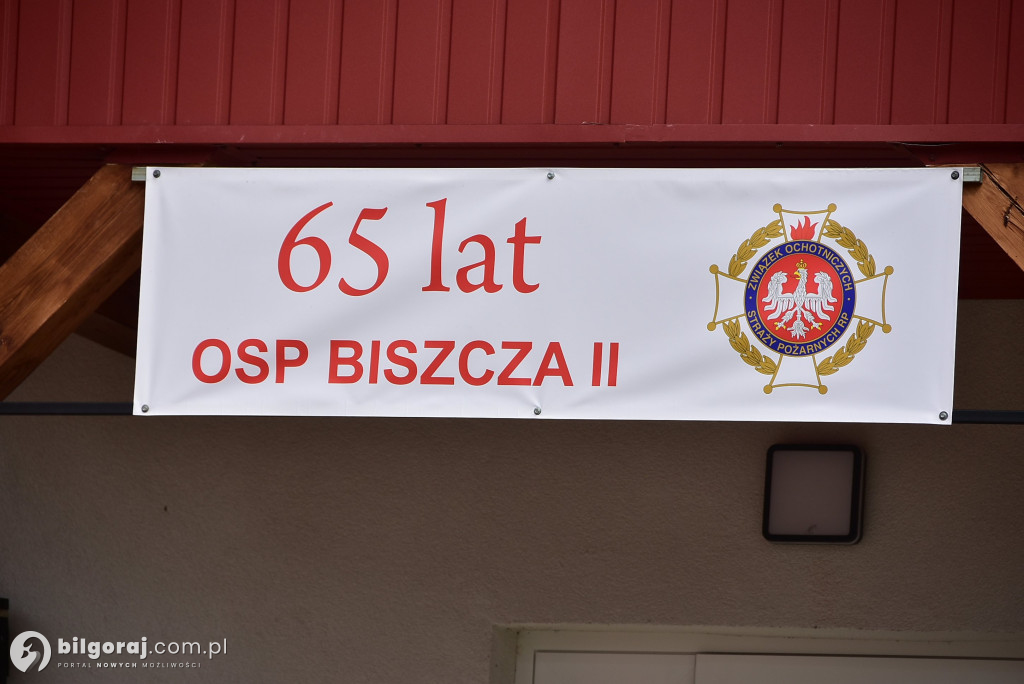 65 lat
OSP BISZCZA II
ZWIĄZEK OCHOTNICZYCH
STRAŻY POŻARNYCH RP
bilgoraj.com.pl
PORTAL NOWYCH MOŻLIWOŚCI